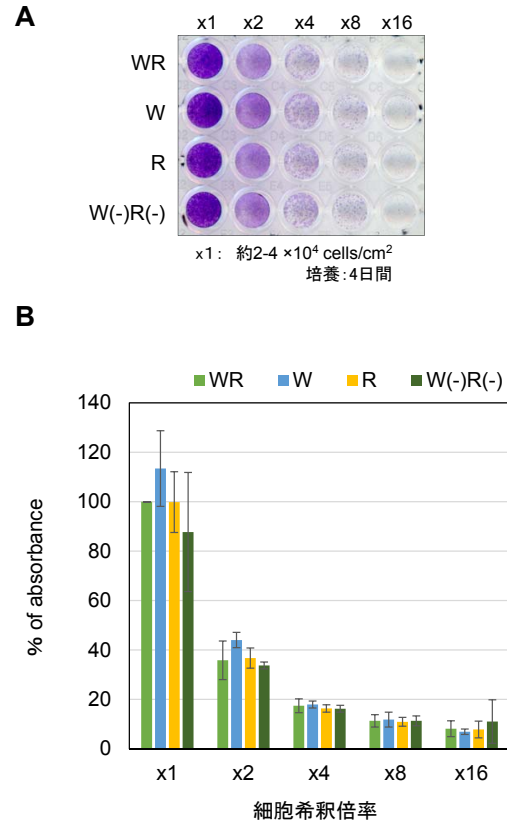 A
x1 x2 x4 x8 x16
WR
W
R
W(-)R(-)
x1： 約2-4 ×10⁴ cells/cm²
培養：4日間
B
WR W R W(-)R(-)
% of absorbance
140
120
100
80
60
40
20
0
x1 x2 x4 x8 x16
細胞希釈倍率